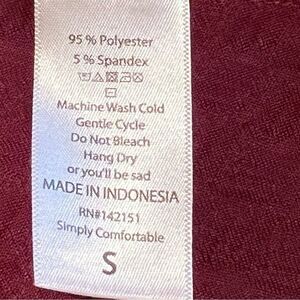 95 % Polyester
5 % Spandex
Machine Wash Cold
Gentle Cycle
Do Not Bleach
Hang Dry
or you'll be sad
MADE IN INDONESIA
RN#142151
Simply Comfortable
S